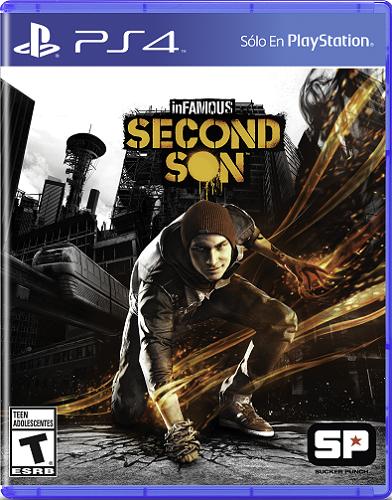 PS4
Sólo En PlayStation®
inFAMOUS
SECOND
SON
TEEN
ADOLESCENTES
T
ESRB
SP
SUCKER PUNCH